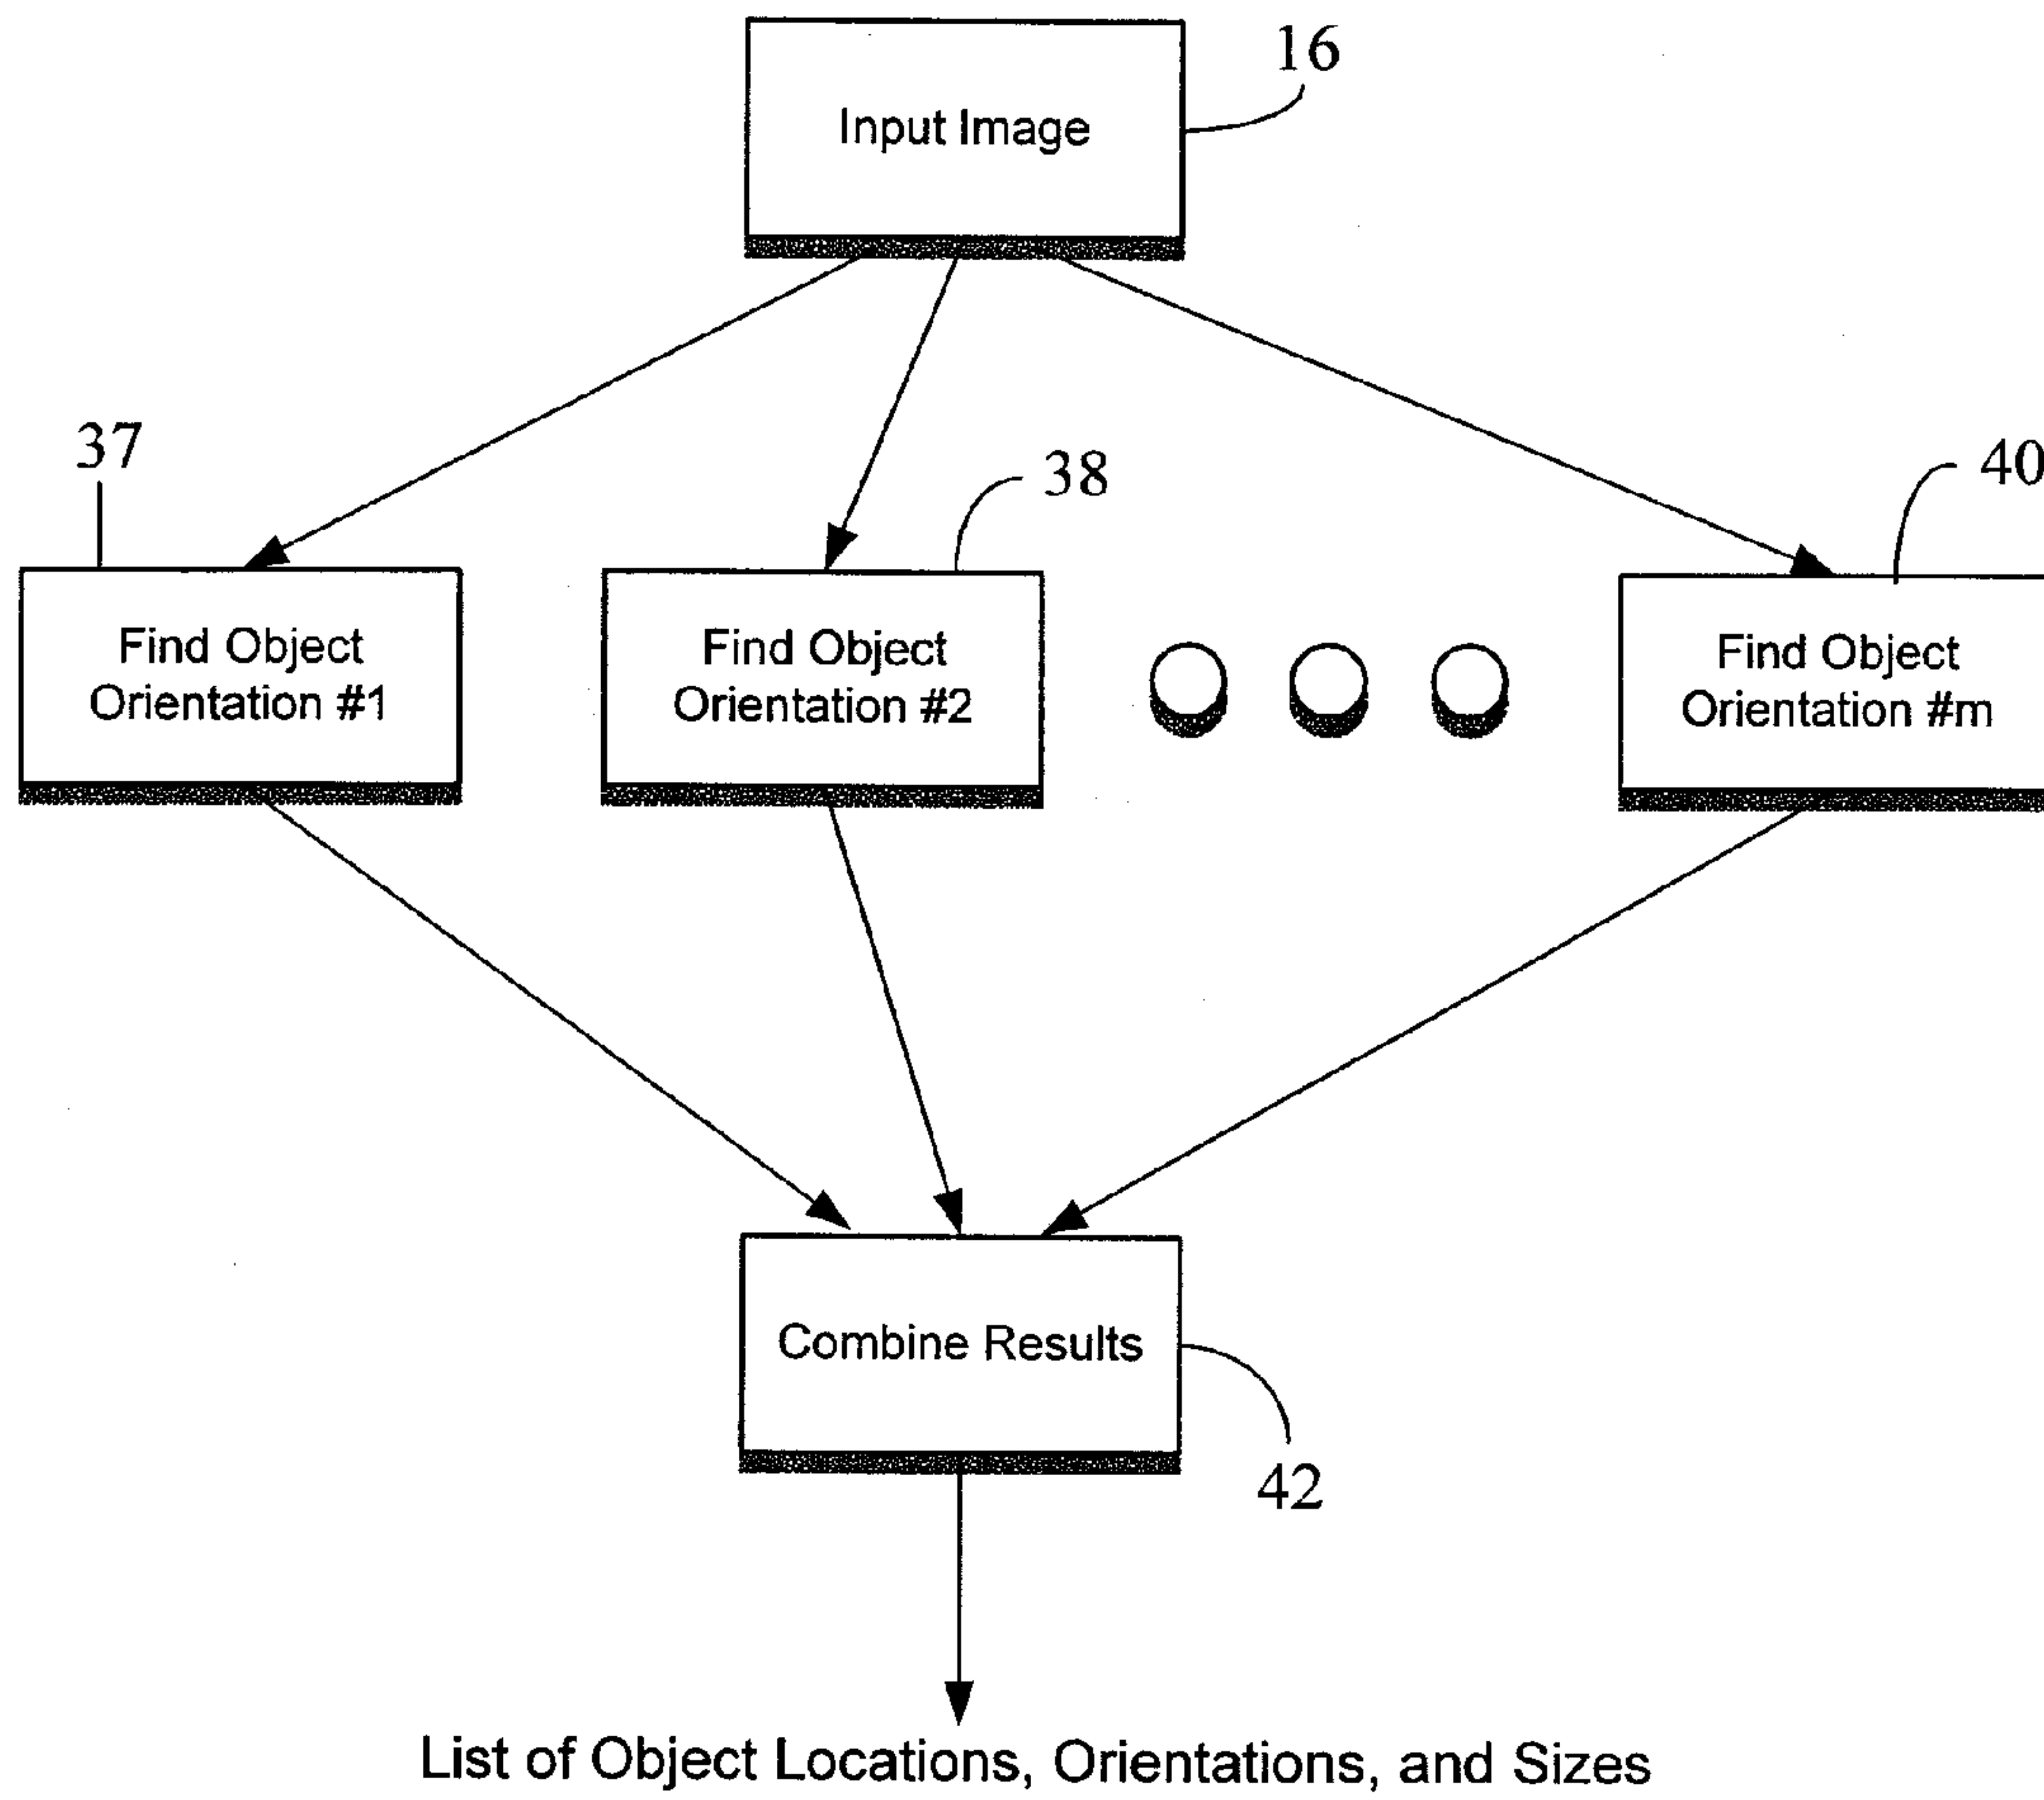 16
Input Image
37
38
40
Find Object
Orientation #1
Find Object
Orientation #2
Find Object
Orientation #m
Combine Results
42
List of Object Locations, Orientations, and Sizes